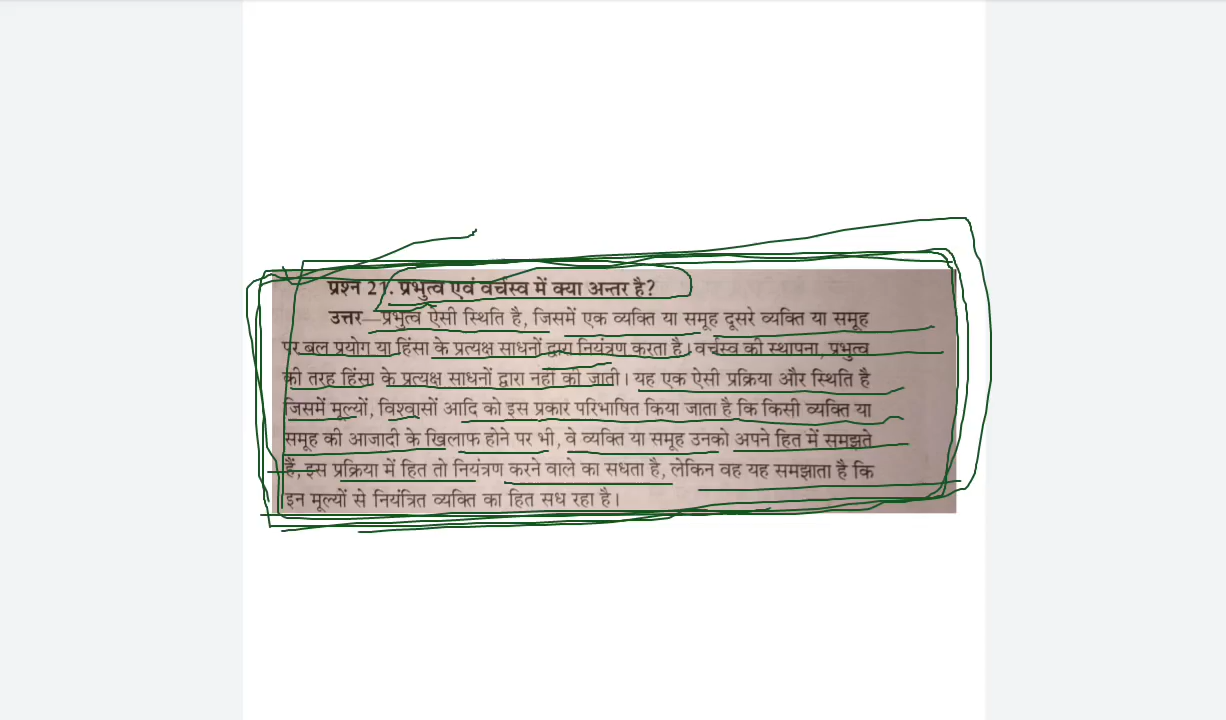 प्रश्न 21. प्रभुत्व एवं वर्चस्व में क्या अन्तर है?
उत्तर—प्रभुत्व ऐसी स्थिति है, जिसमें एक व्यक्ति या समूह दूसरे व्यक्ति या समूह
पर बल प्रयोग या हिंसा के प्रत्यक्ष साधनों द्वारा नियंत्रण करता है। वर्चस्व की स्थापना, प्रभुत्व
की तरह हिंसा के प्रत्यक्ष साधनों द्वारा नहीं की जाती। यह एक ऐसी प्रक्रिया और स्थिति है
जिसमें मूल्यों, विश्वासों आदि को इस प्रकार परिभाषित किया जाता है कि किसी व्यक्ति या
समूह की आजादी के खिलाफ होने पर भी, वे व्यक्ति या समूह उनको अपने हित में समझते
हैं, इस प्रक्रिया में हित तो नियंत्रण करने वाले का सधता है, लेकिन वह यह समझाता है कि
इन मूल्यों से नियंत्रित व्यक्ति का हित सध रहा है।